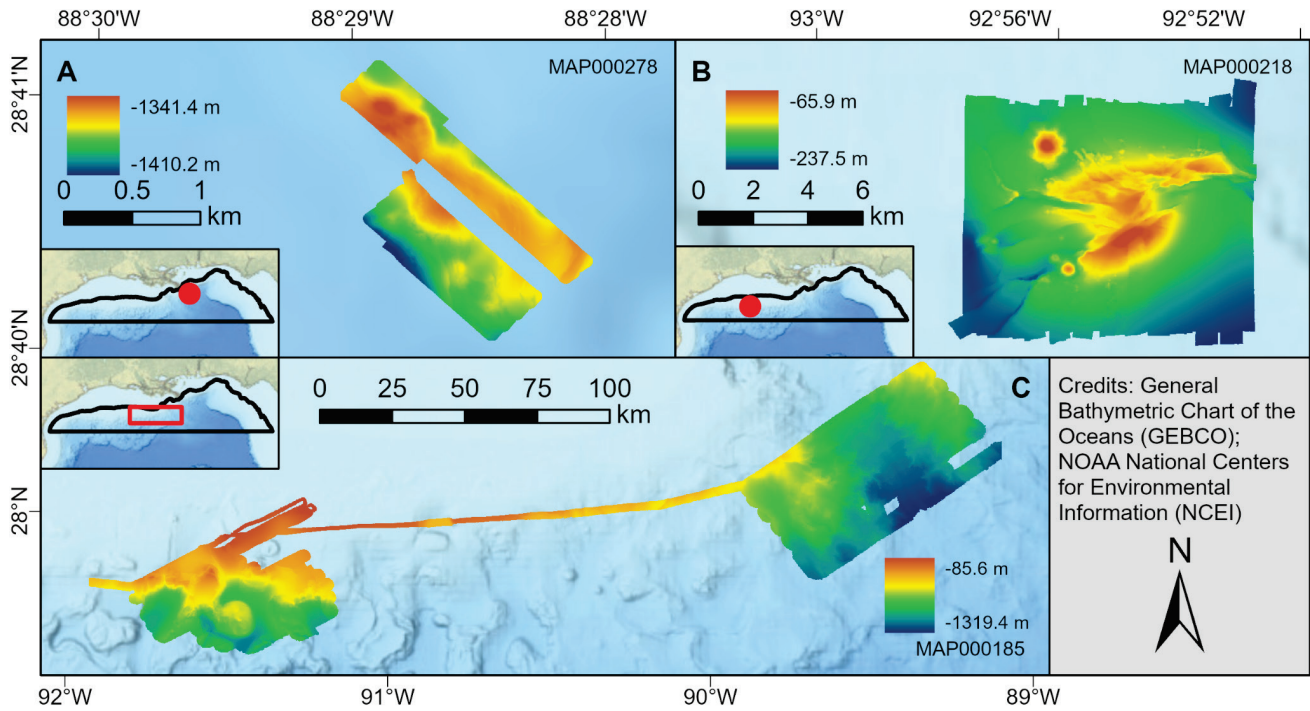 88°30'W 88°29'W 88°28'W 93°W 92°56'W 92°52'W
28°41'N
28°40'N
A
MAP000278
-1341.4 m
-1410.2 m
0 0.5 1
km
B
MAP000218
-65.9 m
-237.5 m
0 2 4 6
km
C
0 25 50 75 100
km
28°N
-85.6 m
-1319.4 m
MAP000185
Credits: General
Bathymetric Chart of the
Oceans (GEBCO);
NOAA National Centers
for Environmental
Information (NCEI)
N
92°W 91°W 90°W 89°W